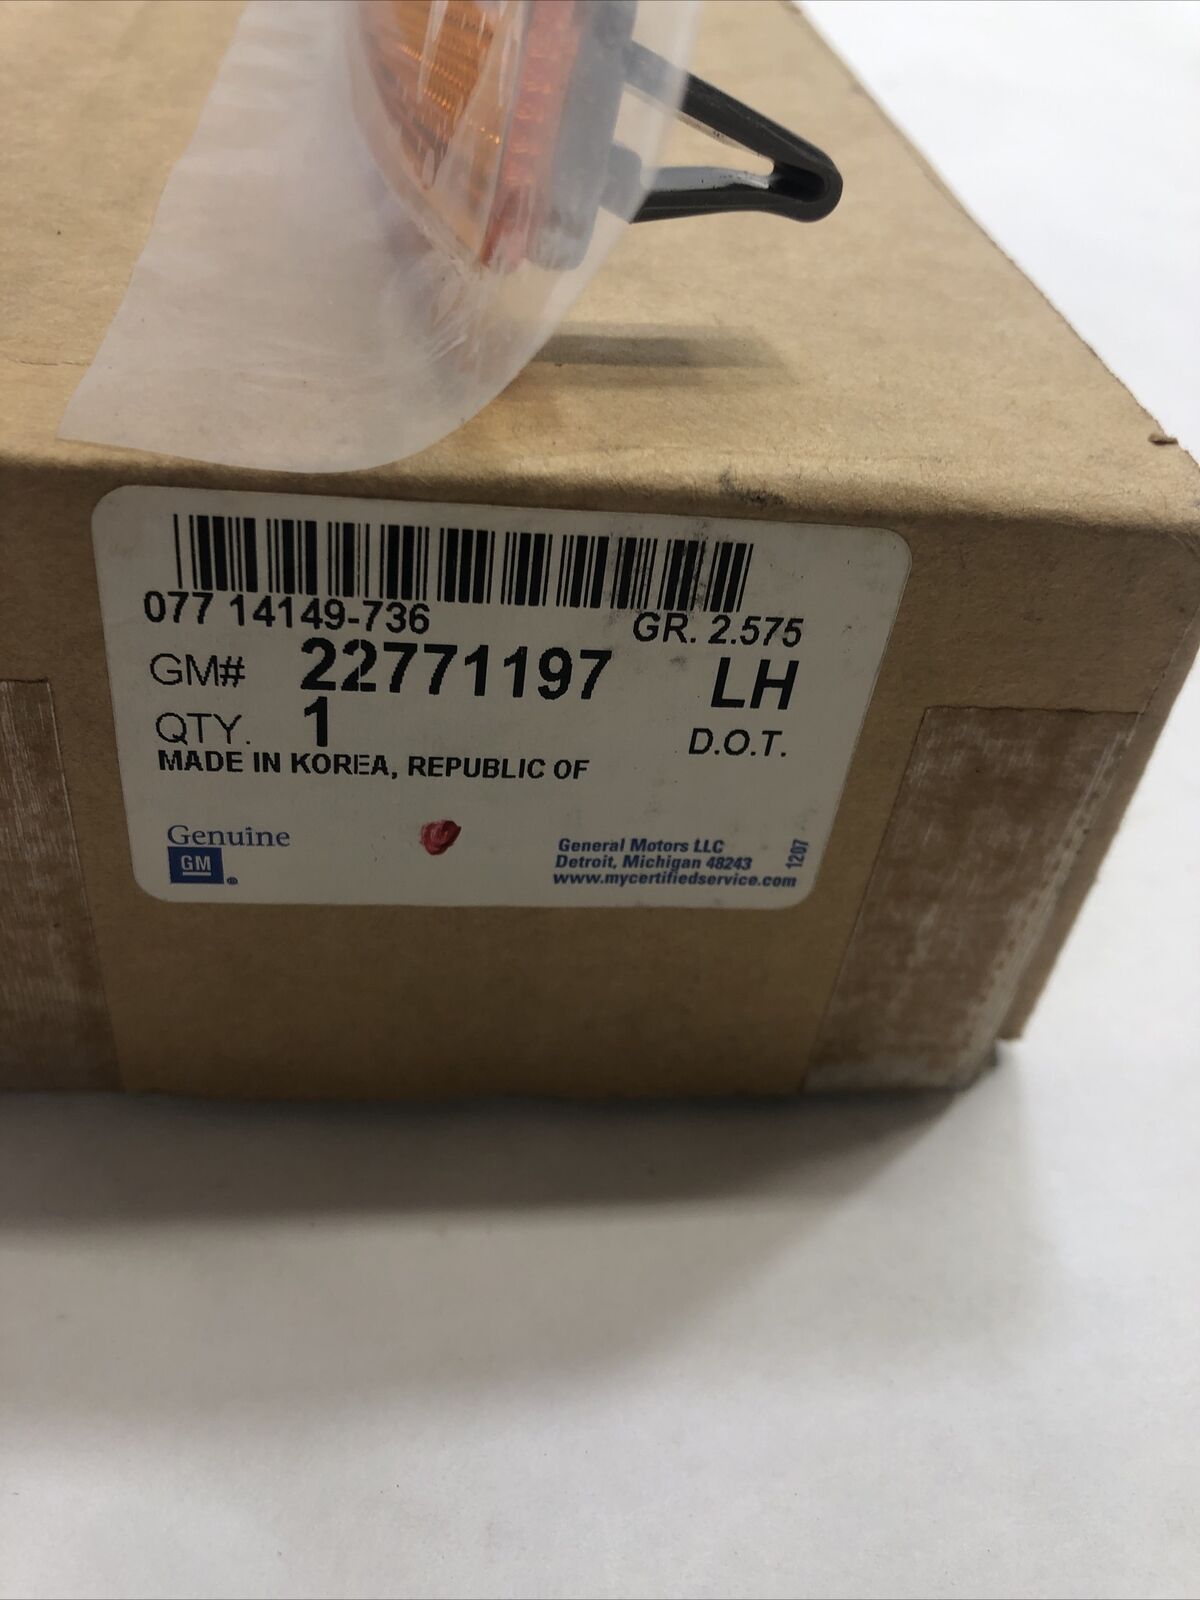 077 14149-736 GR. 2.575
GM# 22771197 LH
QTY. 1 D.O.T.
MADE IN KOREA, REPUBLIC OF
Genuine
GM ®
General Motors LLC
Detroit, Michigan 48243
www.mycertifiedservice.com
1207